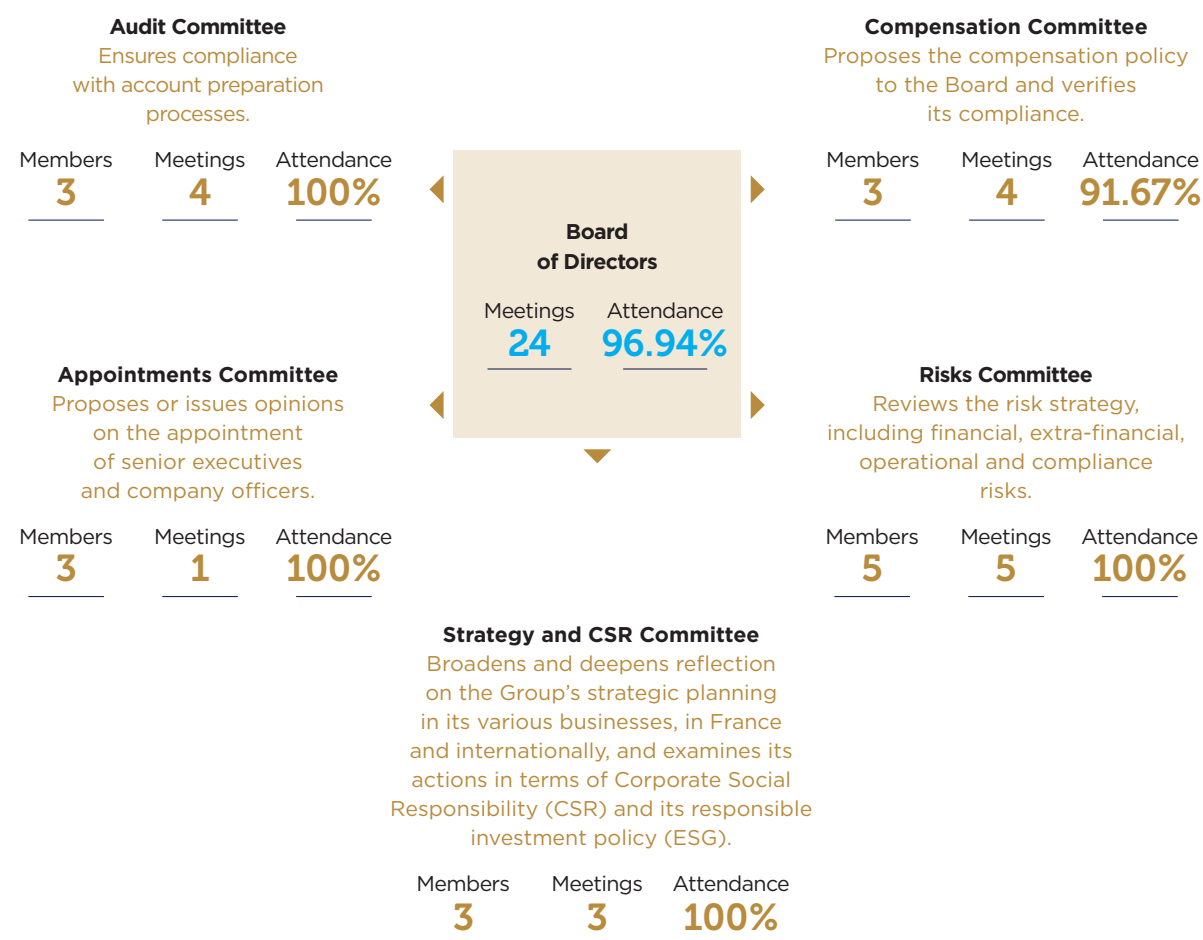 Audit Committee
Ensures compliance
with account preparation
processes.
Members Meetings Attendance
3 4 100%
Compensation Committee
Proposes the compensation policy
to the Board and verifies
its compliance.
Members Meetings Attendance
3 4 91.67%
Board
of Directors
Meetings Attendance
24 96.94%
Appointments Committee
Proposes or issues opinions
on the appointment
of senior executives
and company officers.
Members Meetings Attendance
3 1 100%
Risks Committee
Reviews the risk strategy,
including financial, extra-financial,
operational and compliance
risks.
Members Meetings Attendance
5 5 100%
Strategy and CSR Committee
Broadens and deepens reflection
on the Group’s strategic planning
in its various businesses, in France
and internationally, and examines its
actions in terms of Corporate Social
Responsibility (CSR) and its responsible
investment policy (ESG).
Members Meetings Attendance
3 3 100%